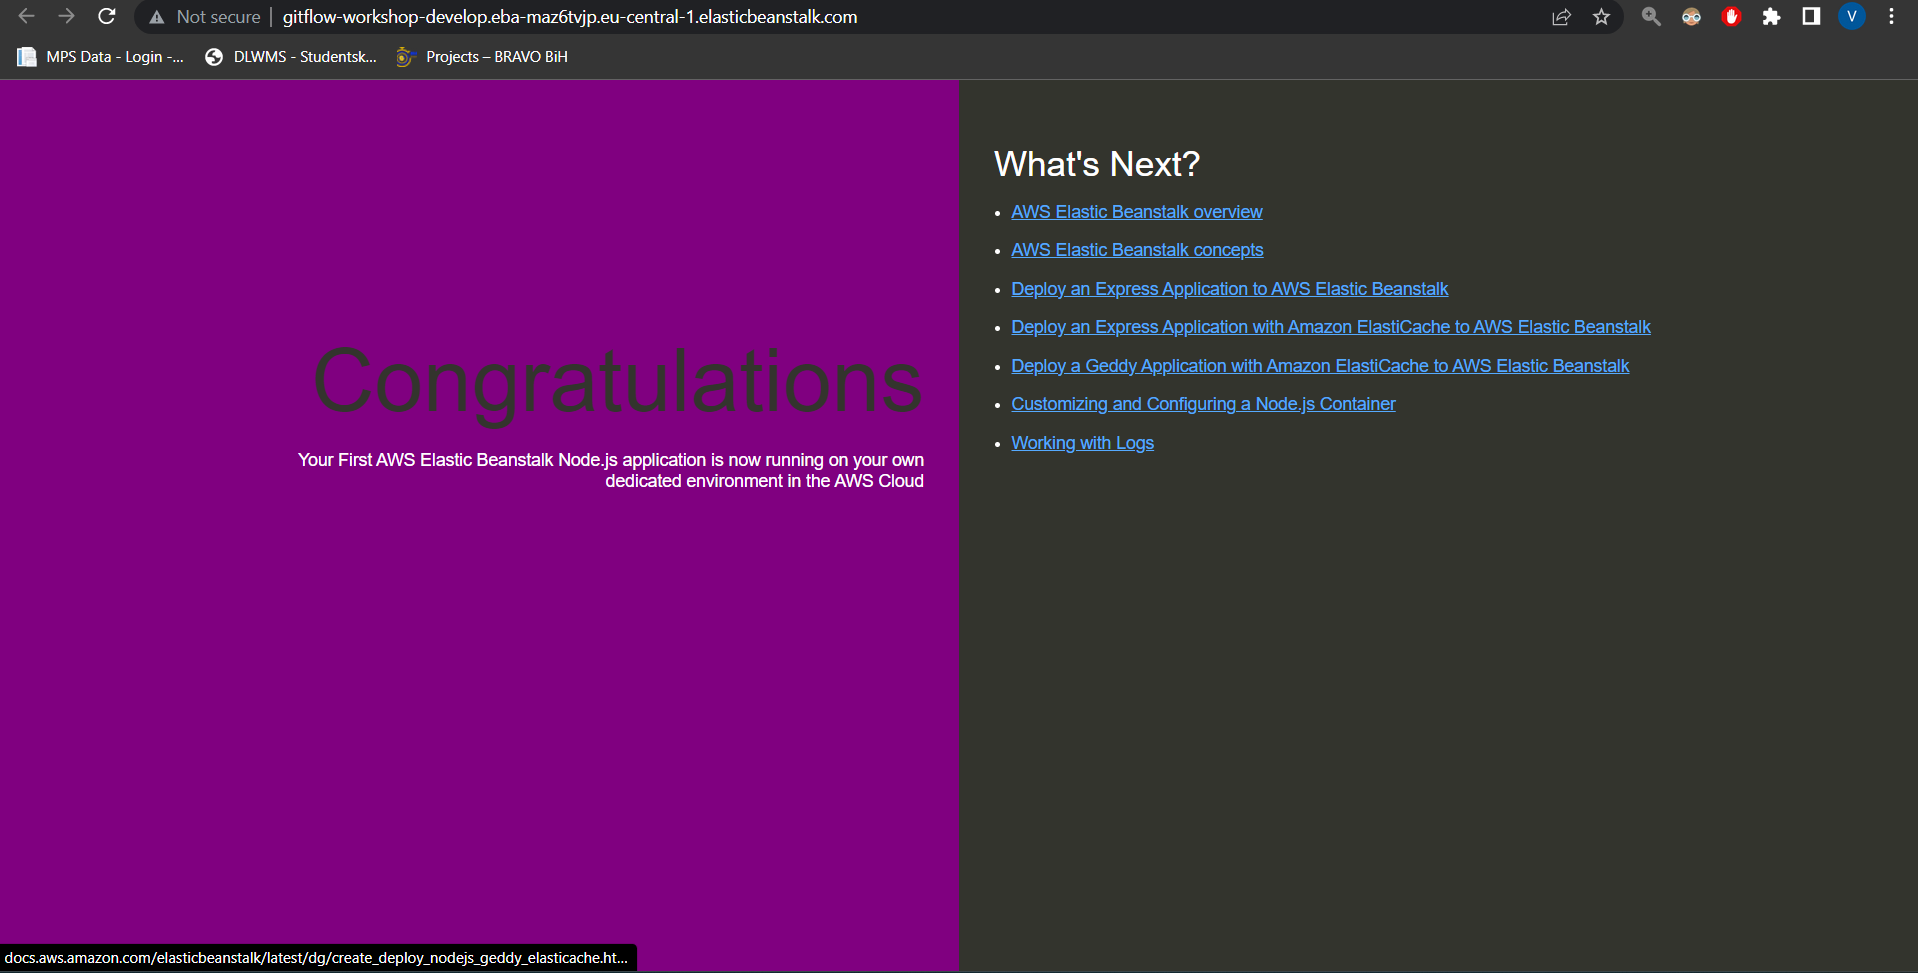 Not secure
gitflow-workshop-develop.eba-maz6tvjp.eu-central-1.elasticbeanstalk.com
V
MPS Data - Login -...
DLWMS - Studentsk...
Projects – BRAVO BiH
Congratulations
Your First AWS Elastic Beanstalk Node.js application is now running on your own
dedicated environment in the AWS Cloud
What's Next?
AWS Elastic Beanstalk overview
AWS Elastic Beanstalk concepts
Deploy an Express Application to AWS Elastic Beanstalk
Deploy an Express Application with Amazon ElastiCache to AWS Elastic Beanstalk
Deploy a Geddy Application with Amazon ElastiCache to AWS Elastic Beanstalk
Customizing and Configuring a Node.js Container
Working with Logs
docs.aws.amazon.com/elasticbeanstalk/latest/dg/create_deploy_nodejs_geddy_elasticache.ht...